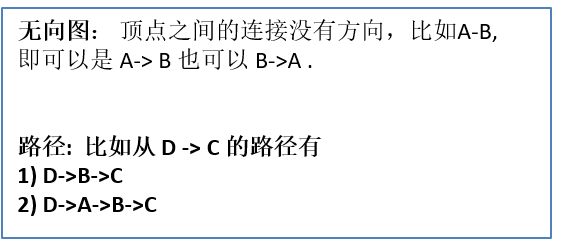 无向图： 顶点之间的连接没有方向，比如A-B,
即可以是 A-> B 也可以 B->A .
路径: 比如从 D -> C 的路径有
1) D->B->C
2) D->A->B->C